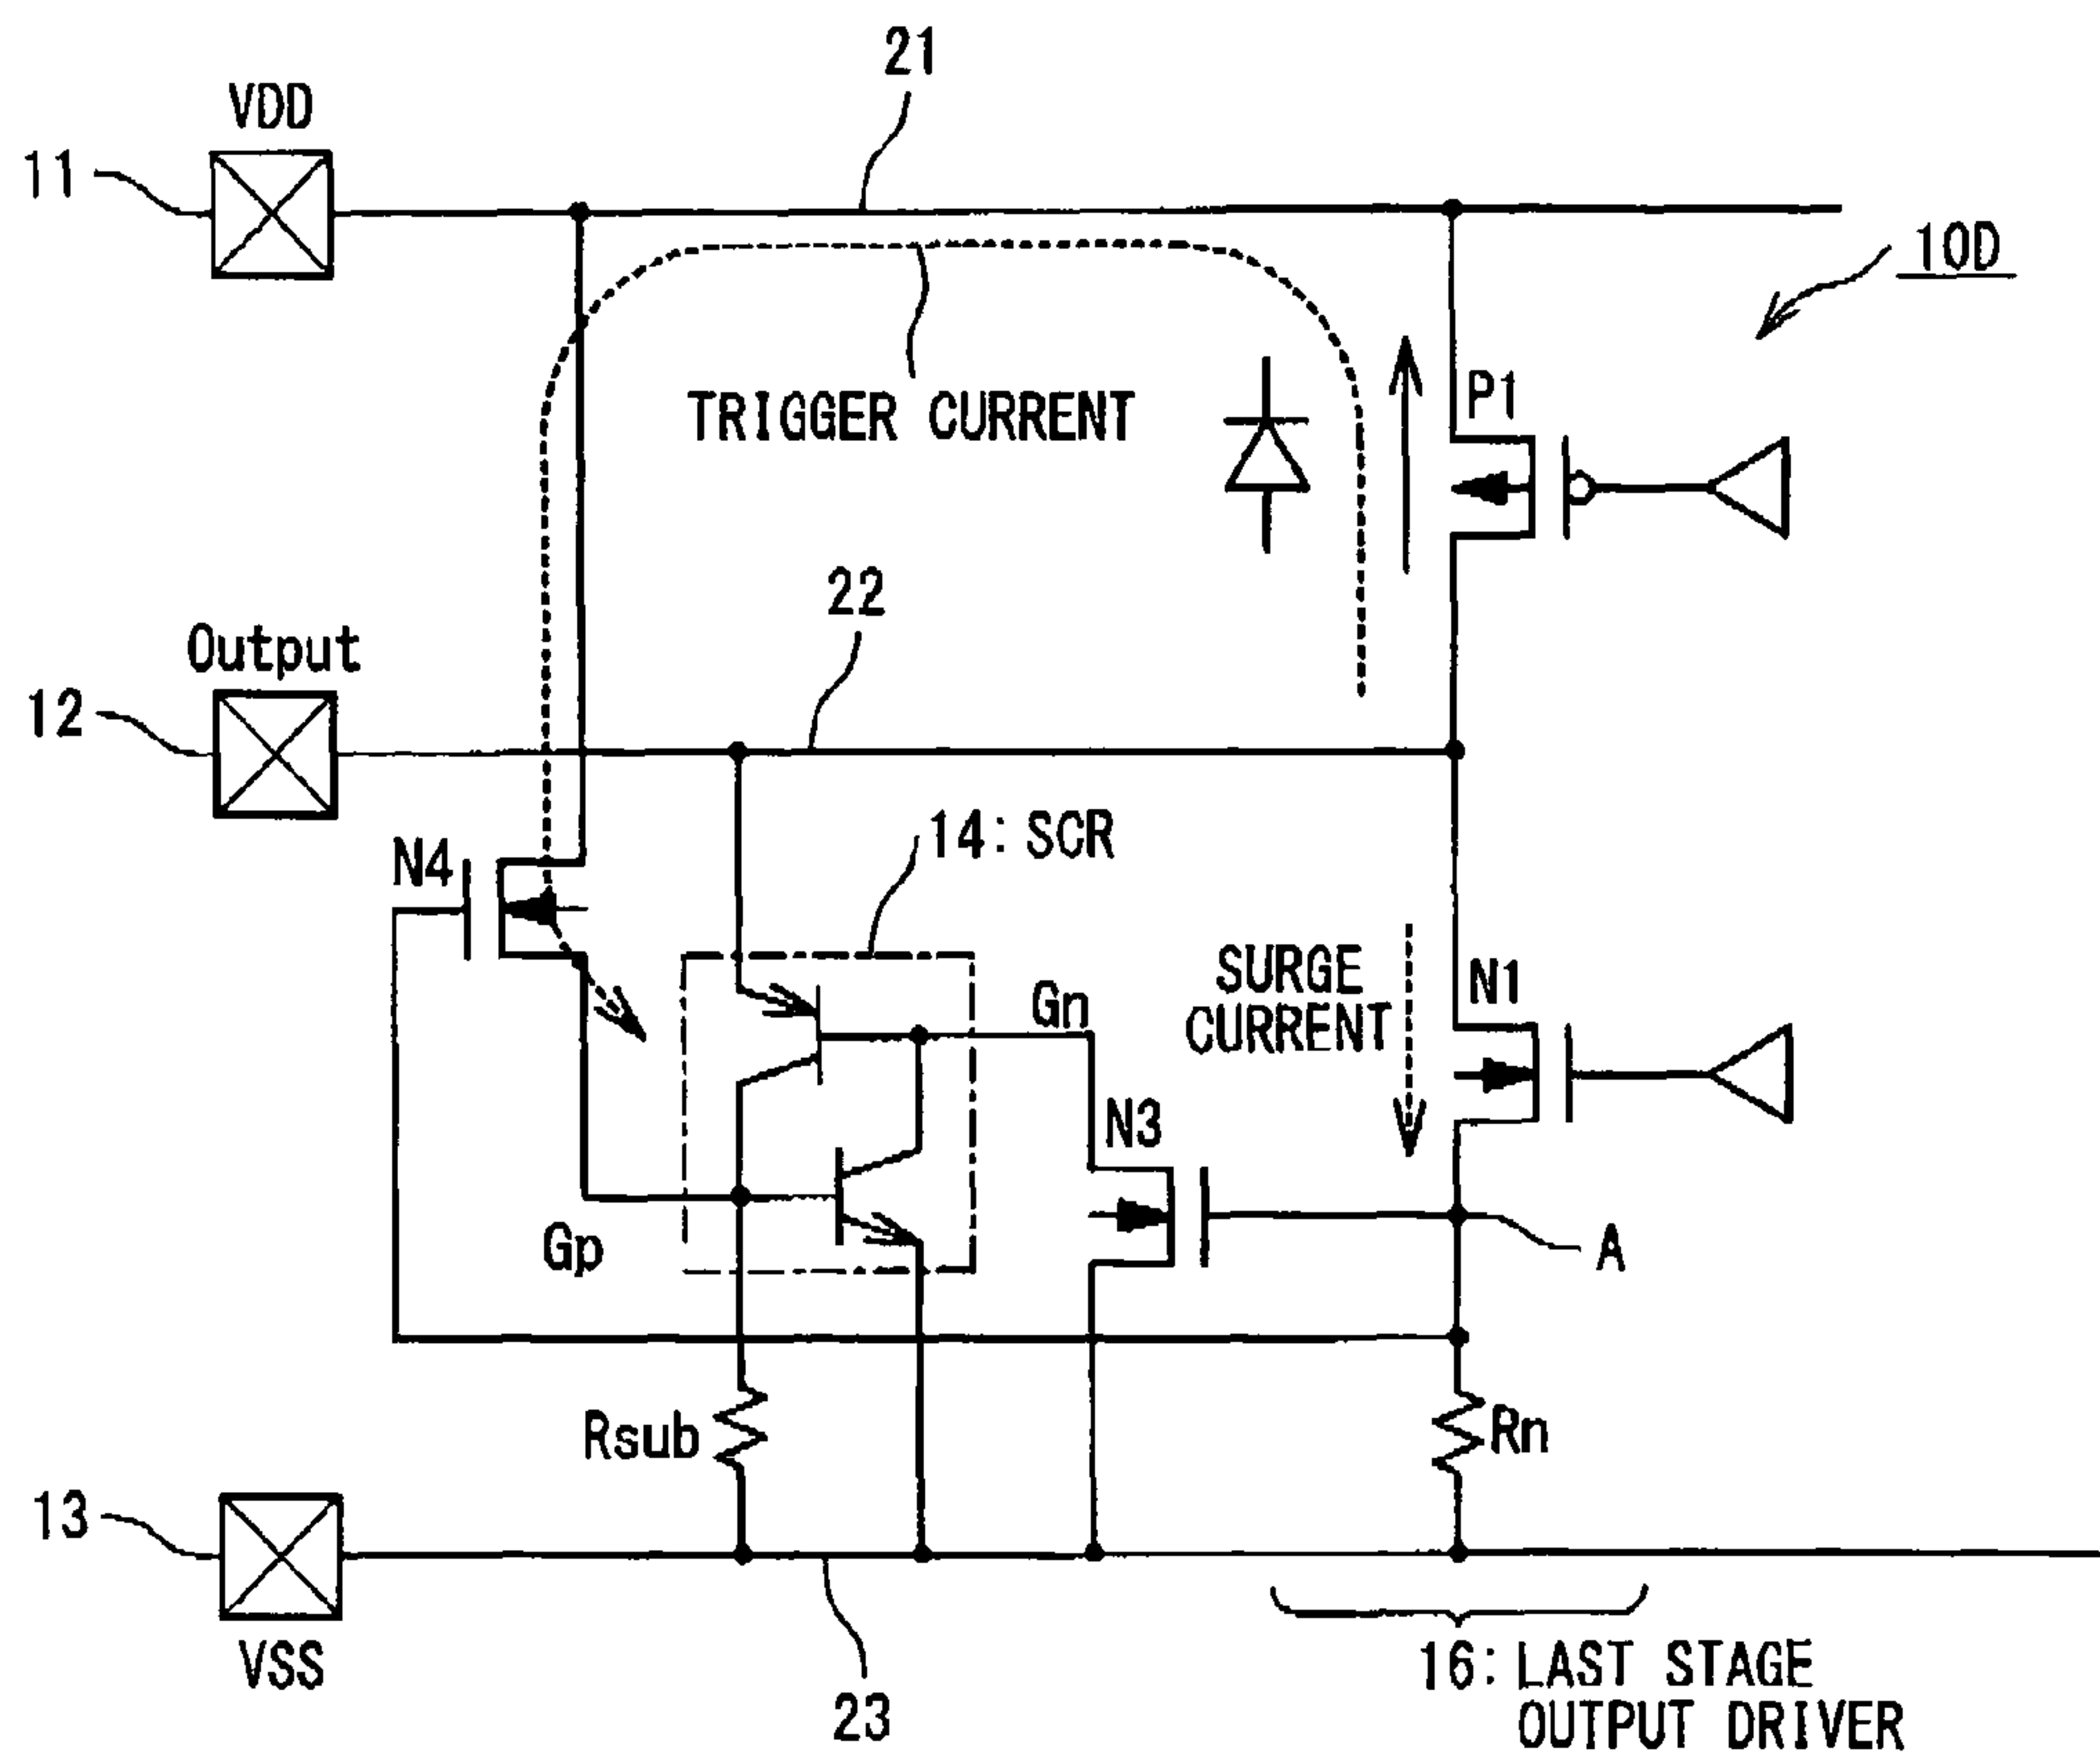 21
VDD
11
10D
P1
TRIGGER CURRENT
22
Output
12
14: SCR
N4
SURGE
CURRENT
N1
Gn
N3
Gp
A
Rsub
Rn
13
VSS
23
16: LAST STAGE
OUTPUT DRIVER